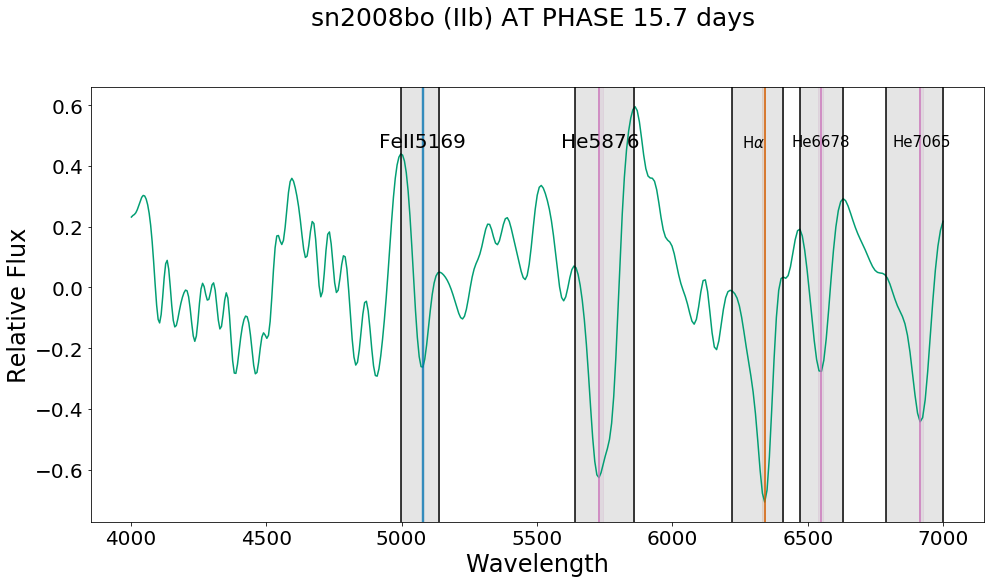 sn2008bo (IIb) AT PHASE 15.7 days
Relative Flux
0.6
0.4
0.2
0.0
−0.2
−0.4
−0.6
FeII5169
He5876
Hα
He6678
He7065
4000
4500
5000
5500
6000
6500
7000
Wavelength